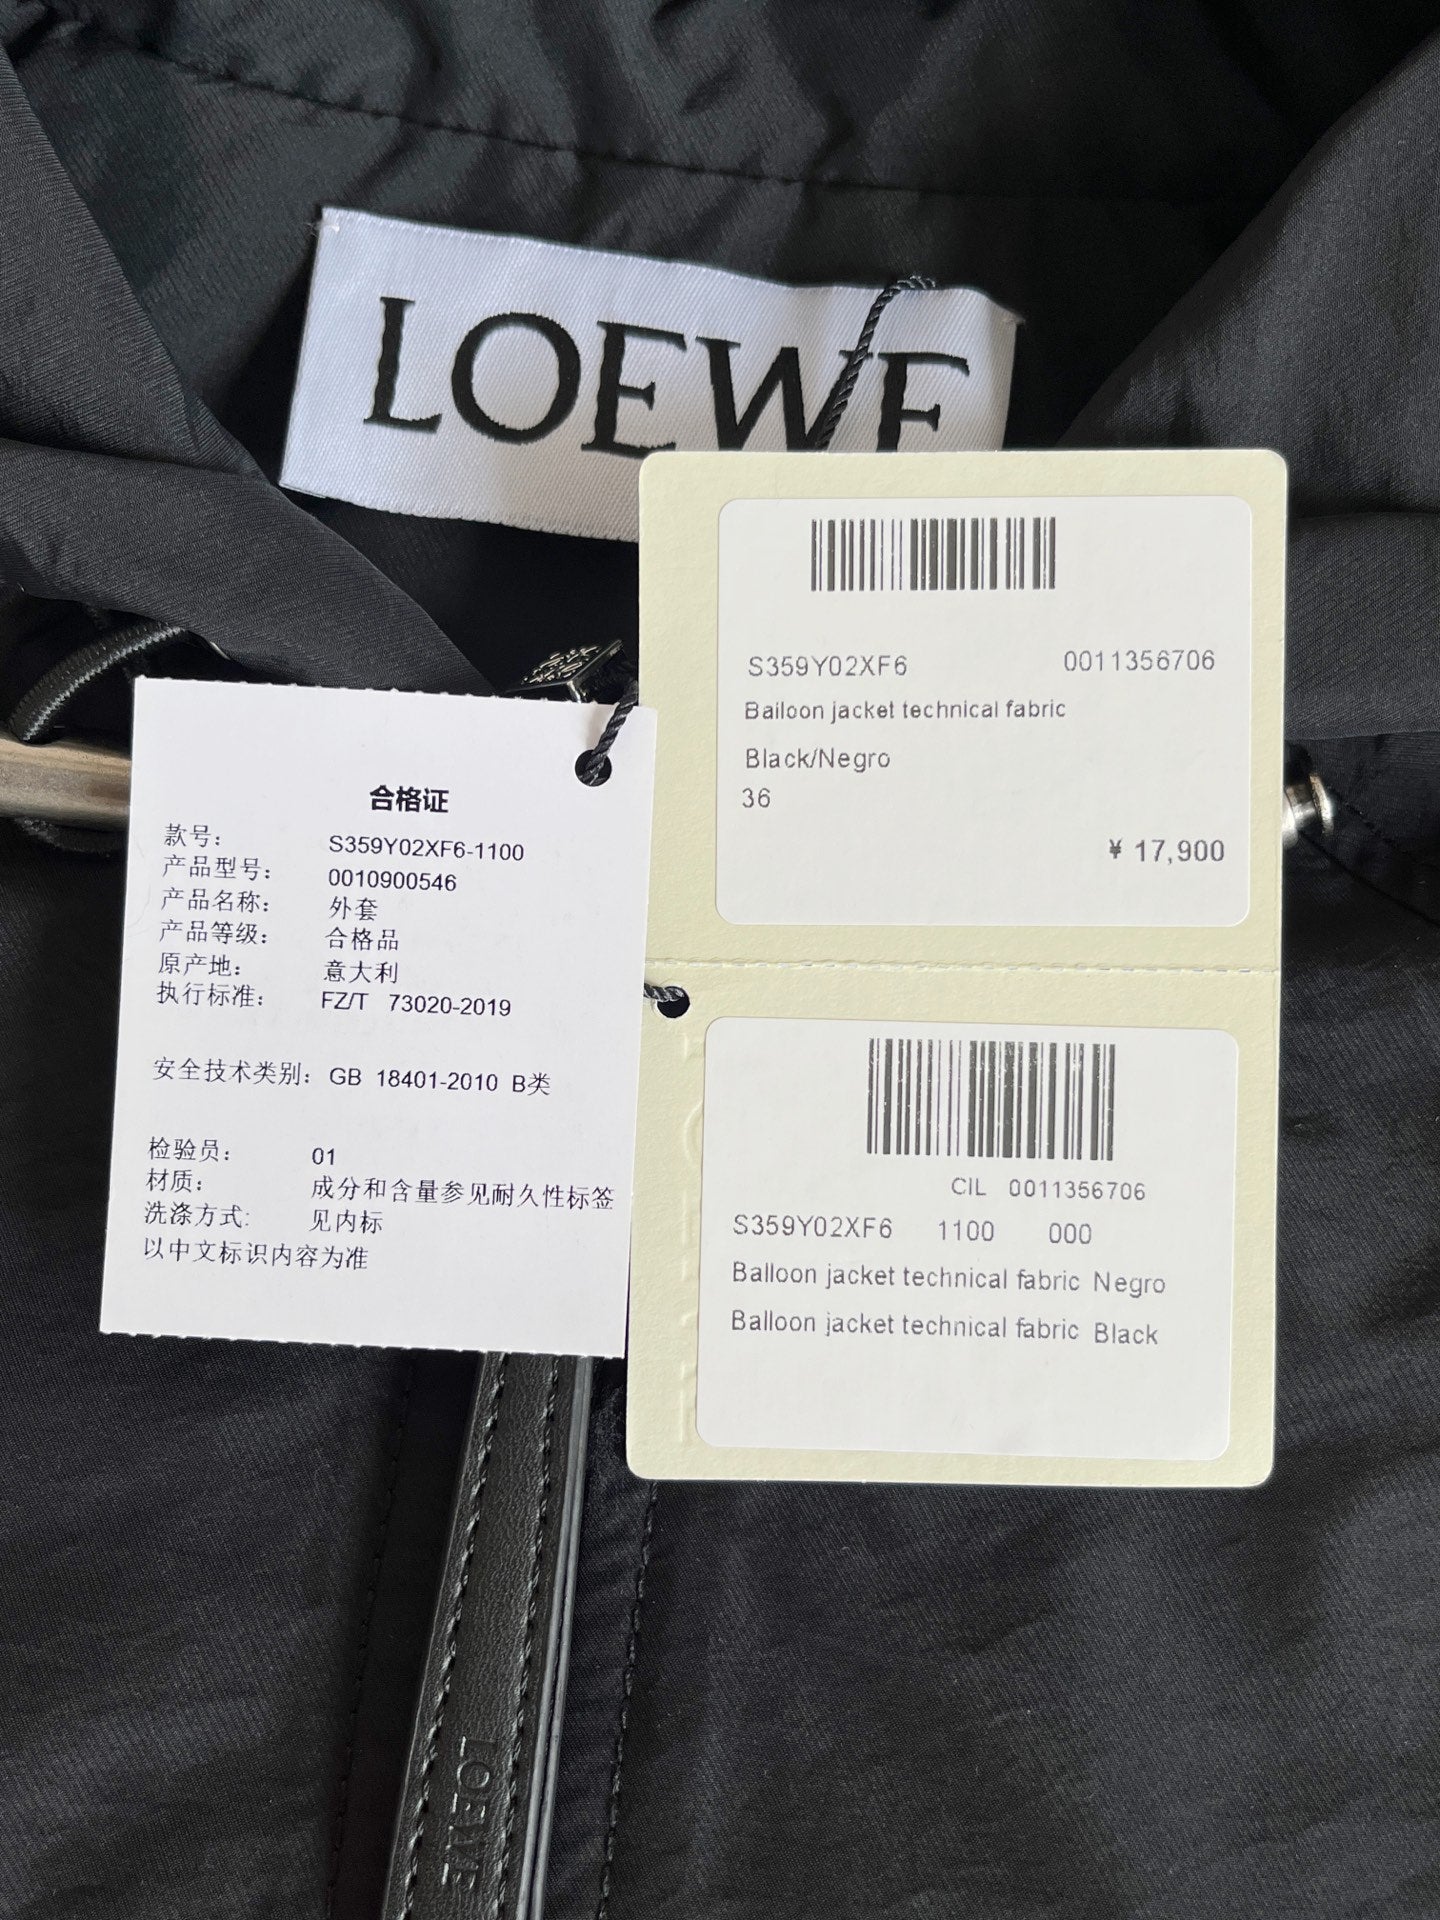 LOEWE
S359Y02XF6 0011356706
Bailoon jacket technical fabric
Black/Negro
36
¥ 17,900
合格证
款号: S359Y02XF6-1100
产品型号: 0010900546
产品名称: 外套
产品等级: 合格品
原产地: 意大利
执行标准: FZ/T 73020-2019
安全技术类别: GB 18401-2010 B类
检验员: 01
材质: 成分和含量参见耐久性标签
洗涤方式: 见内标
以中文标识内容为准
CIL 0011356706
S359Y02XF6 1100 000
Balloon jacket technical fabric Negro
Balloon jacket technical fabric Black
LOEWE